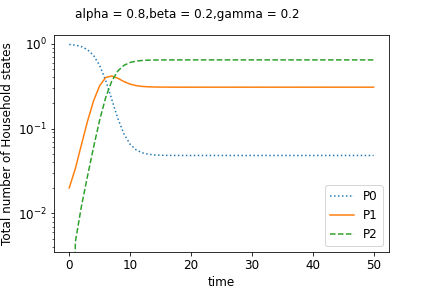 alpha = 0.8,beta = 0.2,gamma = 0.2
Total number of Household states
10⁰
10⁻¹
10⁻²
P0
P1
P2
0 10 20 30 40 50
time